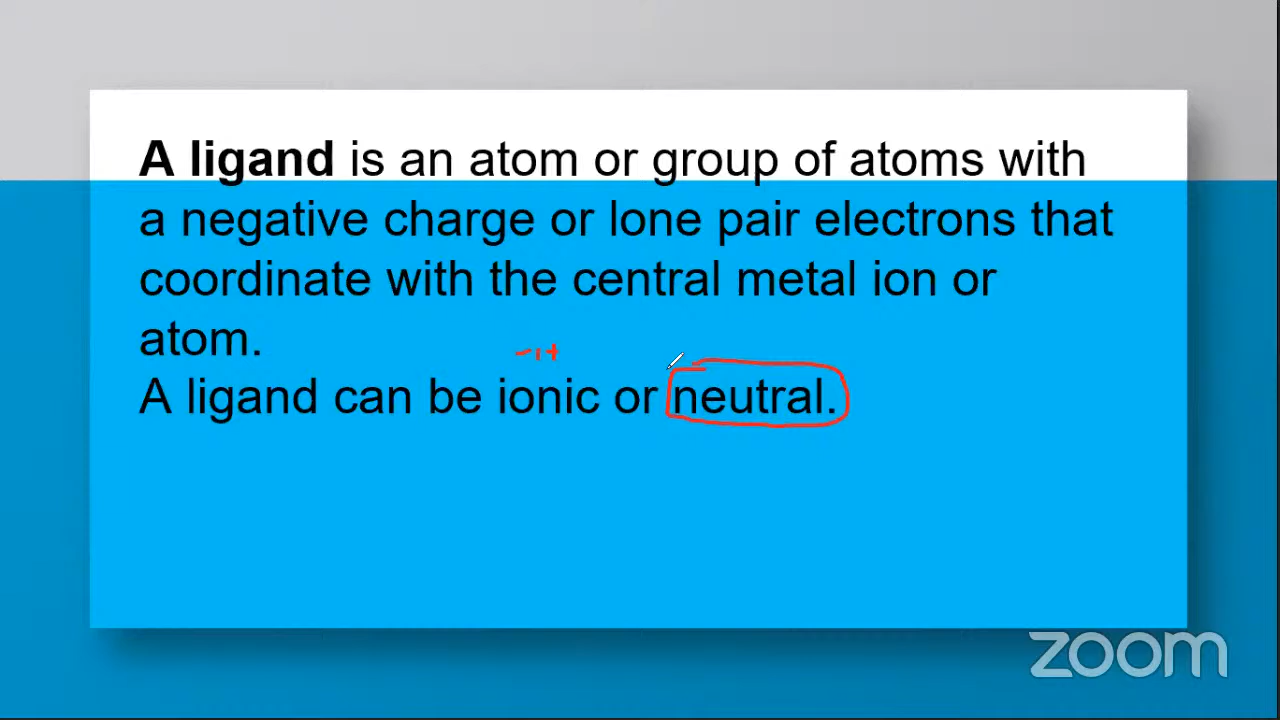 A ligand is an atom or group of atoms with
a negative charge or lone pair electrons that
coordinate with the central metal ion or
atom.
A ligand can be ionic or neutral.
zoom